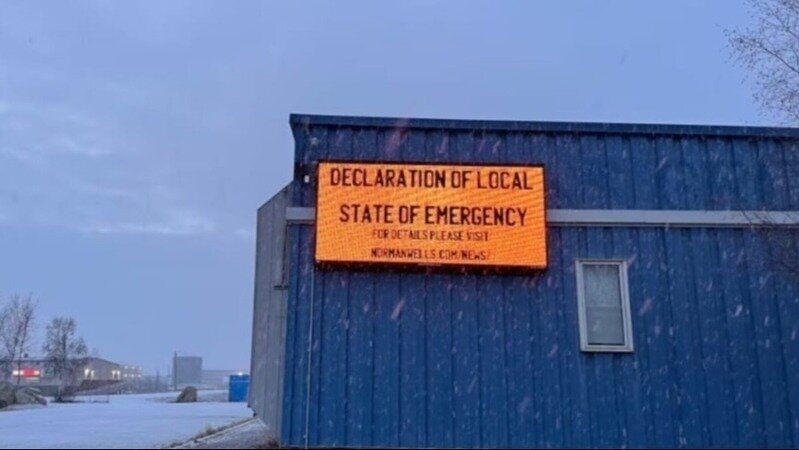 DECLARATION OF LOCAL
STATE OF EMERGENCY
FOR DETAILS PLEASE VISIT
NORMANWELLS.COM/NEWS/